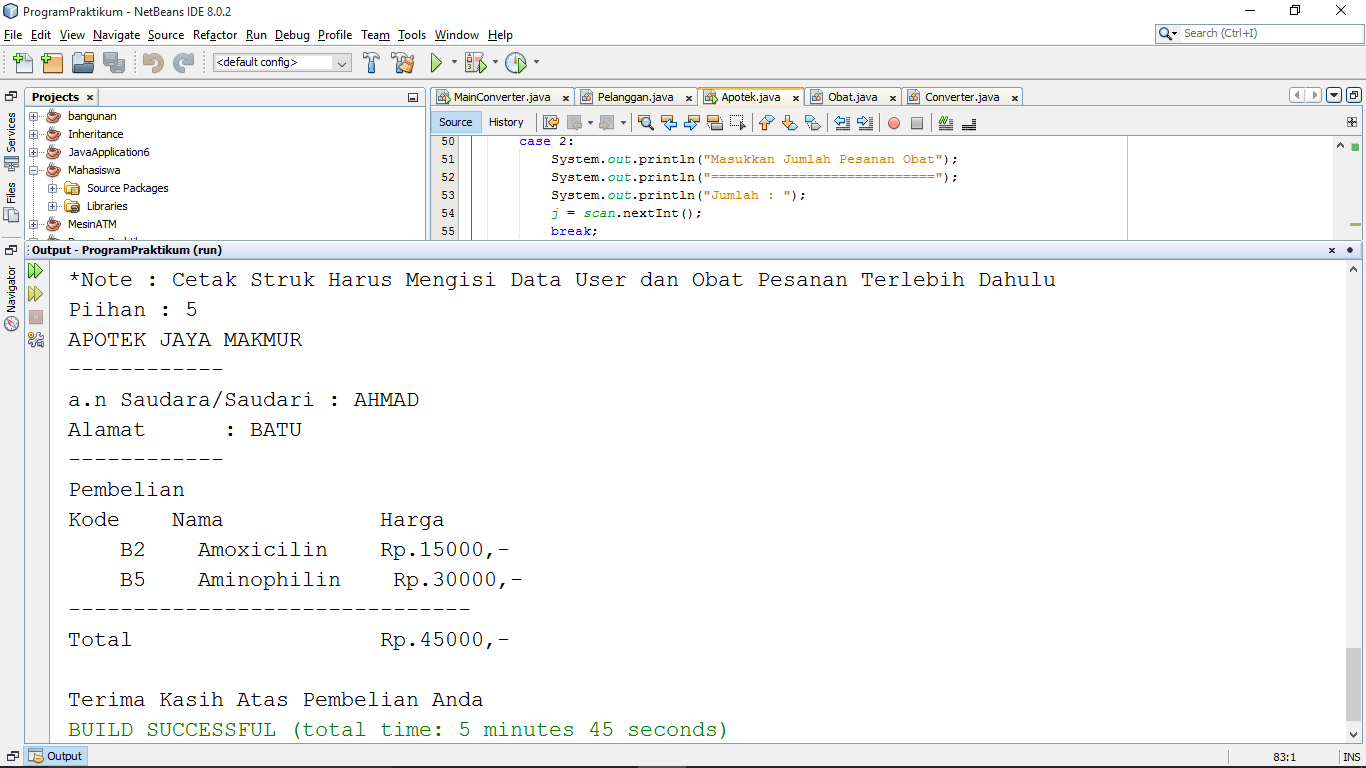 ProgramPraktikum - NetBeans IDE 8.0.2
File Edit View Navigate Source Refactor Run Debug Profile Team Tools Window Help
Search (Ctrl+I)
<default config>
Projects
Services
Files
Navigator
bangunan
Inheritance
JavaApplication6
Mahasiswa
Source Packages
Libraries
MesinATM
MainConverter.java Pelanggan.java Apotek.java Obat.java Converter.java
Source History
50 case 2:
51 System.out.println("Masukkan Jumlah Pesanan Obat");
52 System.out.println("============================");
53 System.out.println("Jumlah : ");
54 j = scan.nextInt();
55 break;
Output - ProgramPraktikum (run)
*Note : Cetak Struk Harus Mengisi Data User dan Obat Pesanan Terlebih Dahulu
Piihan : 5
APOTEK JAYA MAKMUR
------------
a.n Saudara/Saudari : AHMAD
Alamat : BATU
------------
Pembelian
Kode Nama Harga
B2 Amoxicilin Rp.15000,-
B5 Aminophilin Rp.30000,-
-------------------------------
Total Rp.45000,-
Terima Kasih Atas Pembelian Anda
BUILD SUCCESSFUL (total time: 5 minutes 45 seconds)
Output
83:1 INS